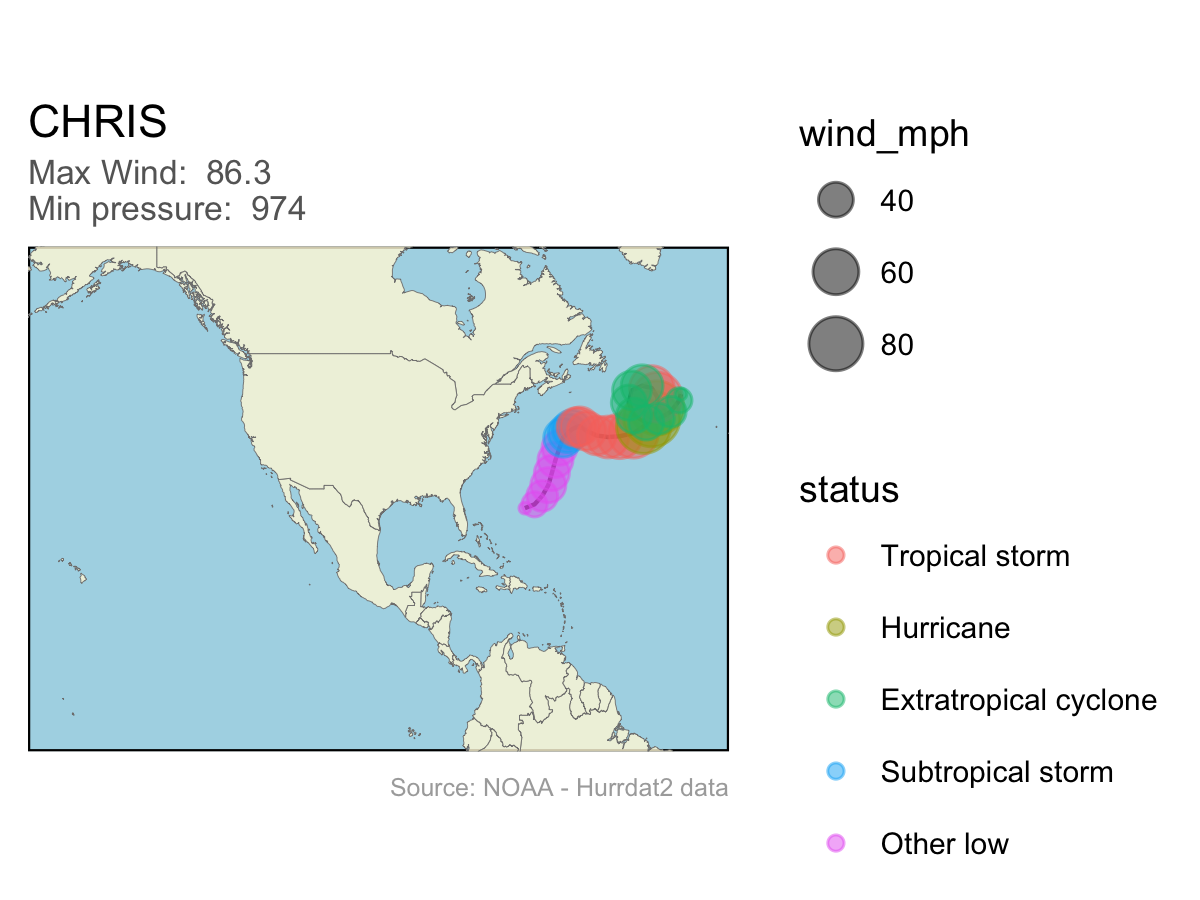 CHRIS
Max Wind:  86.3
Min pressure:  974
Source: NOAA - Hurrdat2 data
wind_mph
40
60
80
status
Tropical storm
Hurricane
Extratropical cyclone
Subtropical storm
Other low